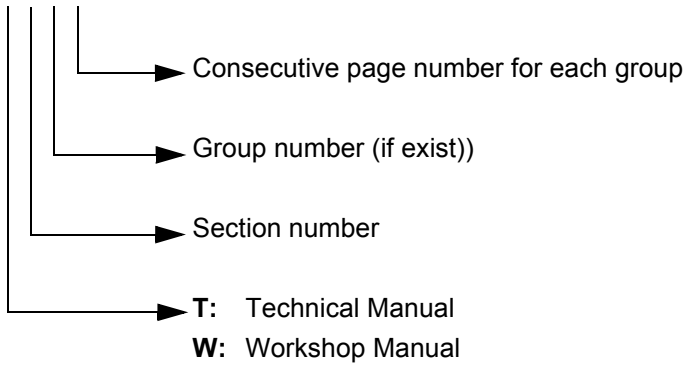 Consecutive page number for each group
Group number (if exist))
Section number
T: Technical Manual
W: Workshop Manual